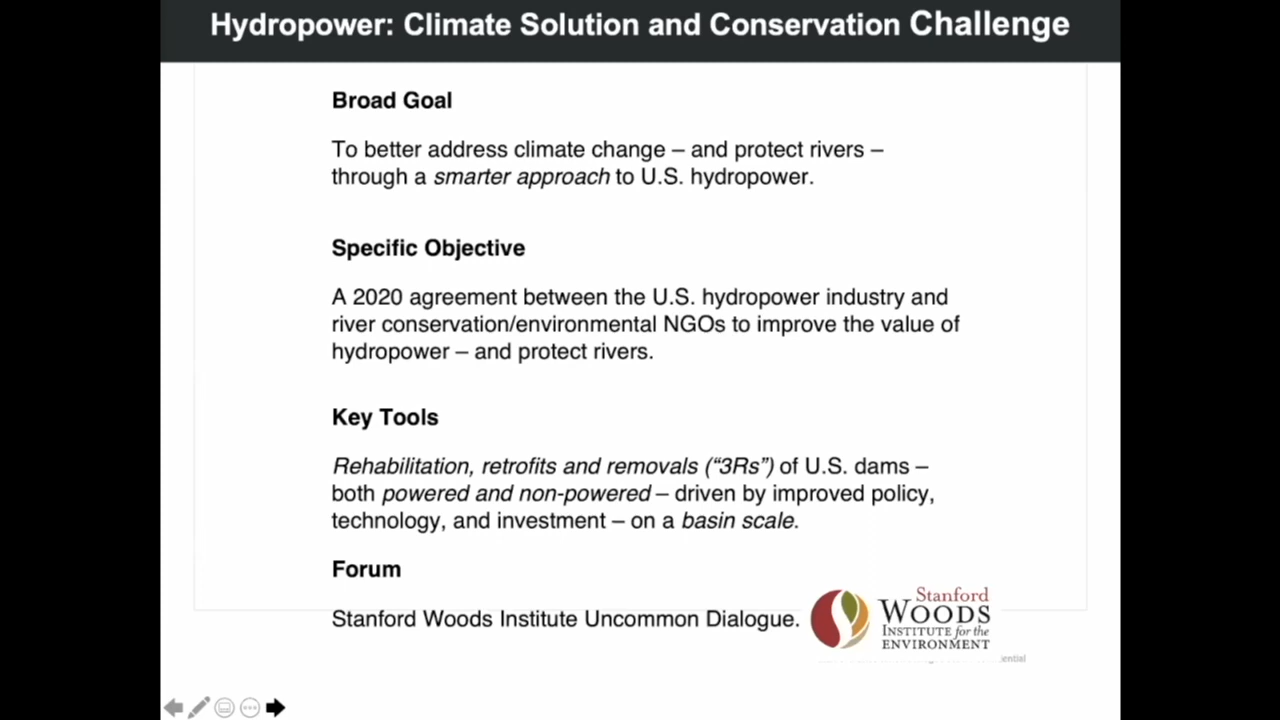 Hydropower: Climate Solution and Conservation Challenge
Broad Goal
To better address climate change – and protect rivers –
through a smarter approach to U.S. hydropower.
Specific Objective
A 2020 agreement between the U.S. hydropower industry and
river conservation/environmental NGOs to improve the value of
hydropower – and protect rivers.
Key Tools
Rehabilitation, retrofits and removals (“3Rs”) of U.S. dams –
both powered and non-powered – driven by improved policy,
technology, and investment – on a basin scale.
Forum
Stanford Woods Institute Uncommon Dialogue.
Stanford
WOODS
INSTITUTE for the
ENVIRONMENT